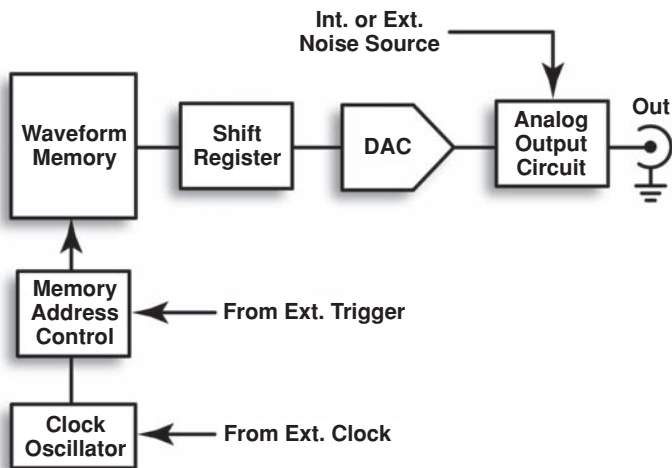 Int. or Ext.
Noise Source
Waveform
Memory
Shift
Register
DAC
Analog
Output
Circuit
Out
Memory
Address
Control
From Ext. Trigger
Clock
Oscillator
From Ext. Clock